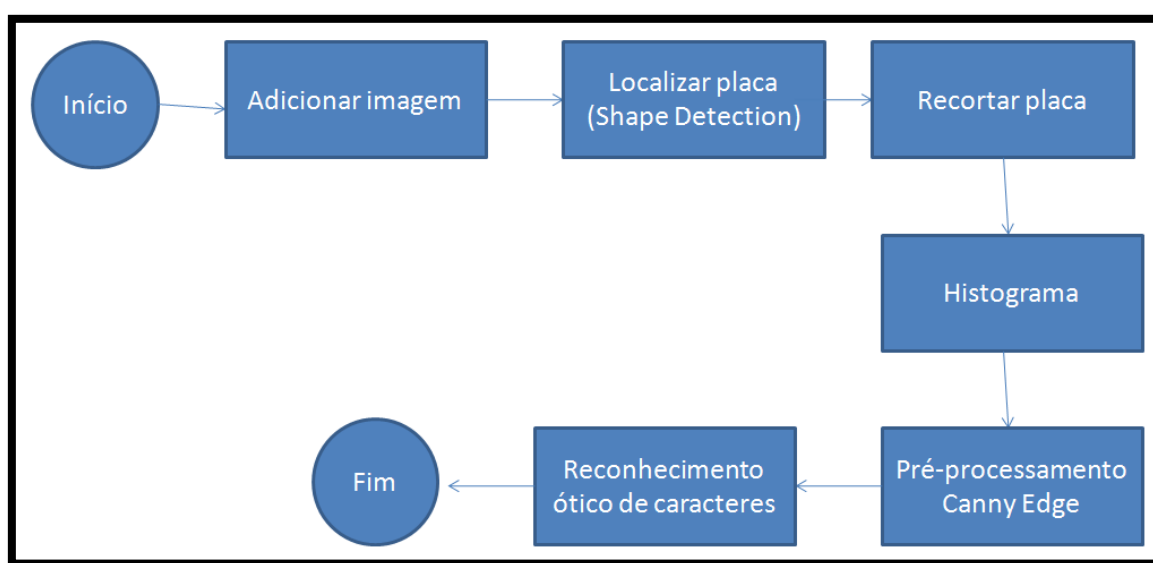 Início
Adicionar imagem
Localizar placa
(Shape Detection)
Recortar placa
Histograma
Pré-processamento
Canny Edge
Reconhecimento
ótico de caracteres
Fim